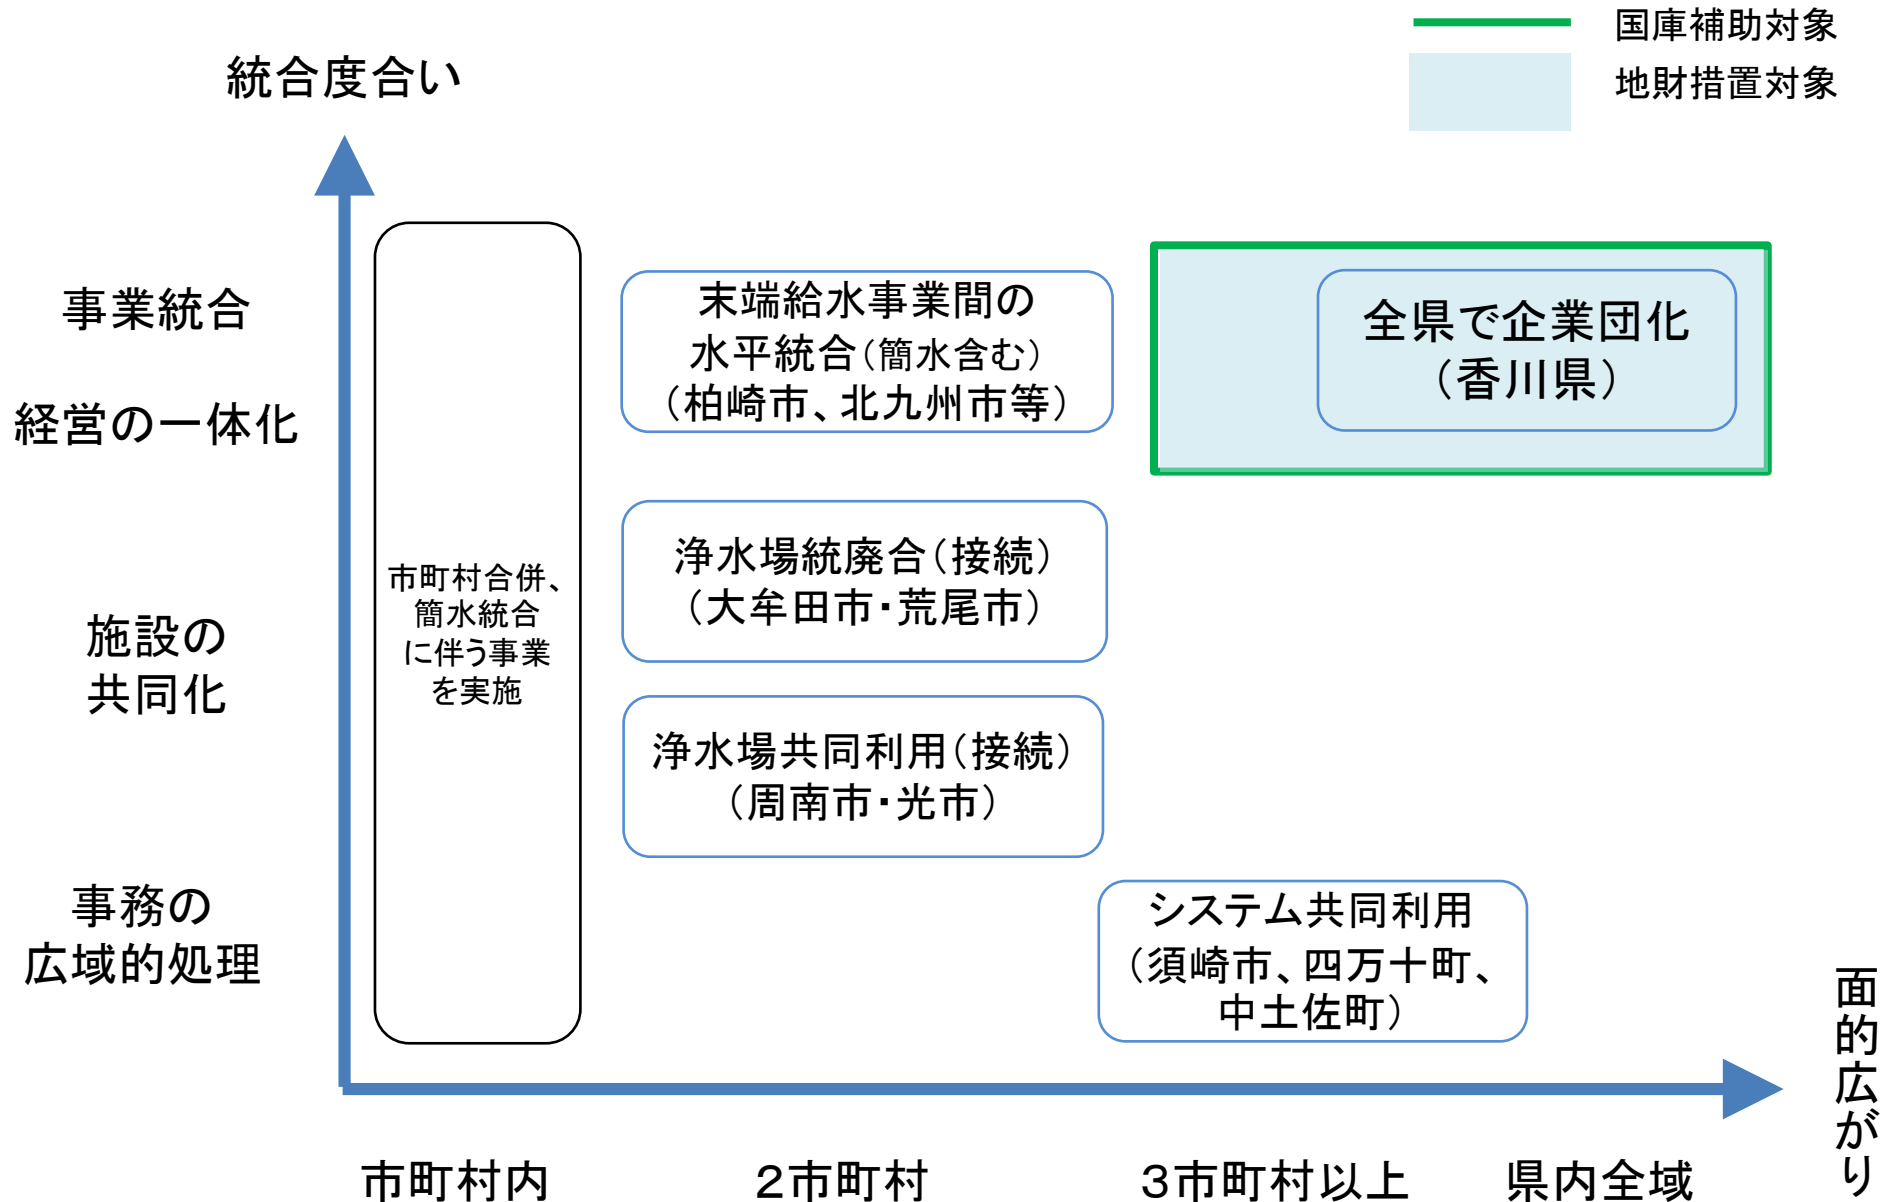 国庫補助対象
地財措置対象
統合度合い
事業統合
経営の一体化
施設の
共同化
事務の
広域的処理
市町村合併、
簡水統合
に伴う事業
を実施
末端給水事業間の
水平統合（簡水含む）
（柏崎市、北九州市等）
全県で企業団化
（香川県）
浄水場統廃合（接続）
（大牟田市・荒尾市）
浄水場共同利用（接続）
（周南市・光市）
システム共同利用
（須崎市、四万十町、
中土佐町）
面的広がり
市町村内
２市町村
３市町村以上
県内全域